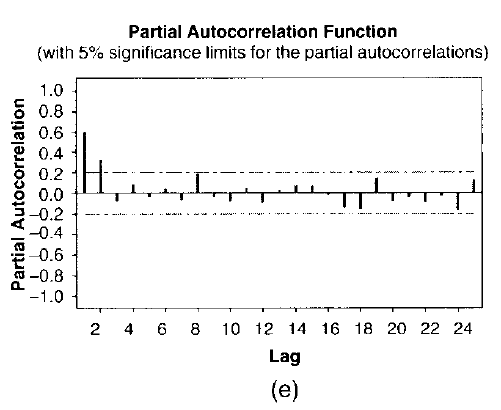 Partial Autocorrelation Function
(with 5% significance limits for the partial autocorrelations)
Partial Autocorrelation
1.0
0.8
0.6
0.4
0.2
0.0
−0.2
−0.4
−0.6
−0.8
−1.0
2 4 6 8 10 12 14 16 18 20 22 24
Lag
(e)